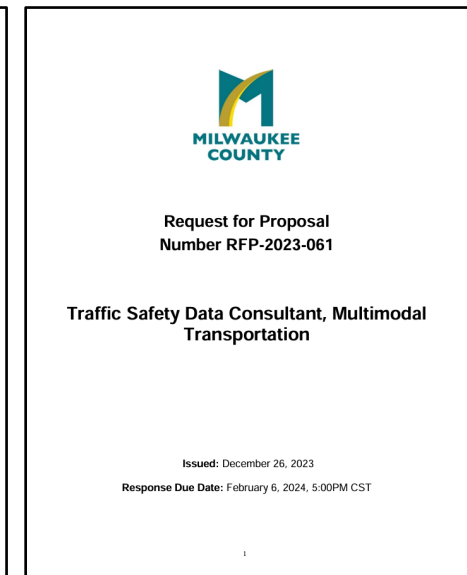 MILWAUKEE
COUNTY
Request for Proposal
Number RFP-2023-061
Traffic Safety Data Consultant, Multimodal
Transportation
Issued: December 26, 2023
Response Due Date: February 6, 2024, 5:00PM CST
1